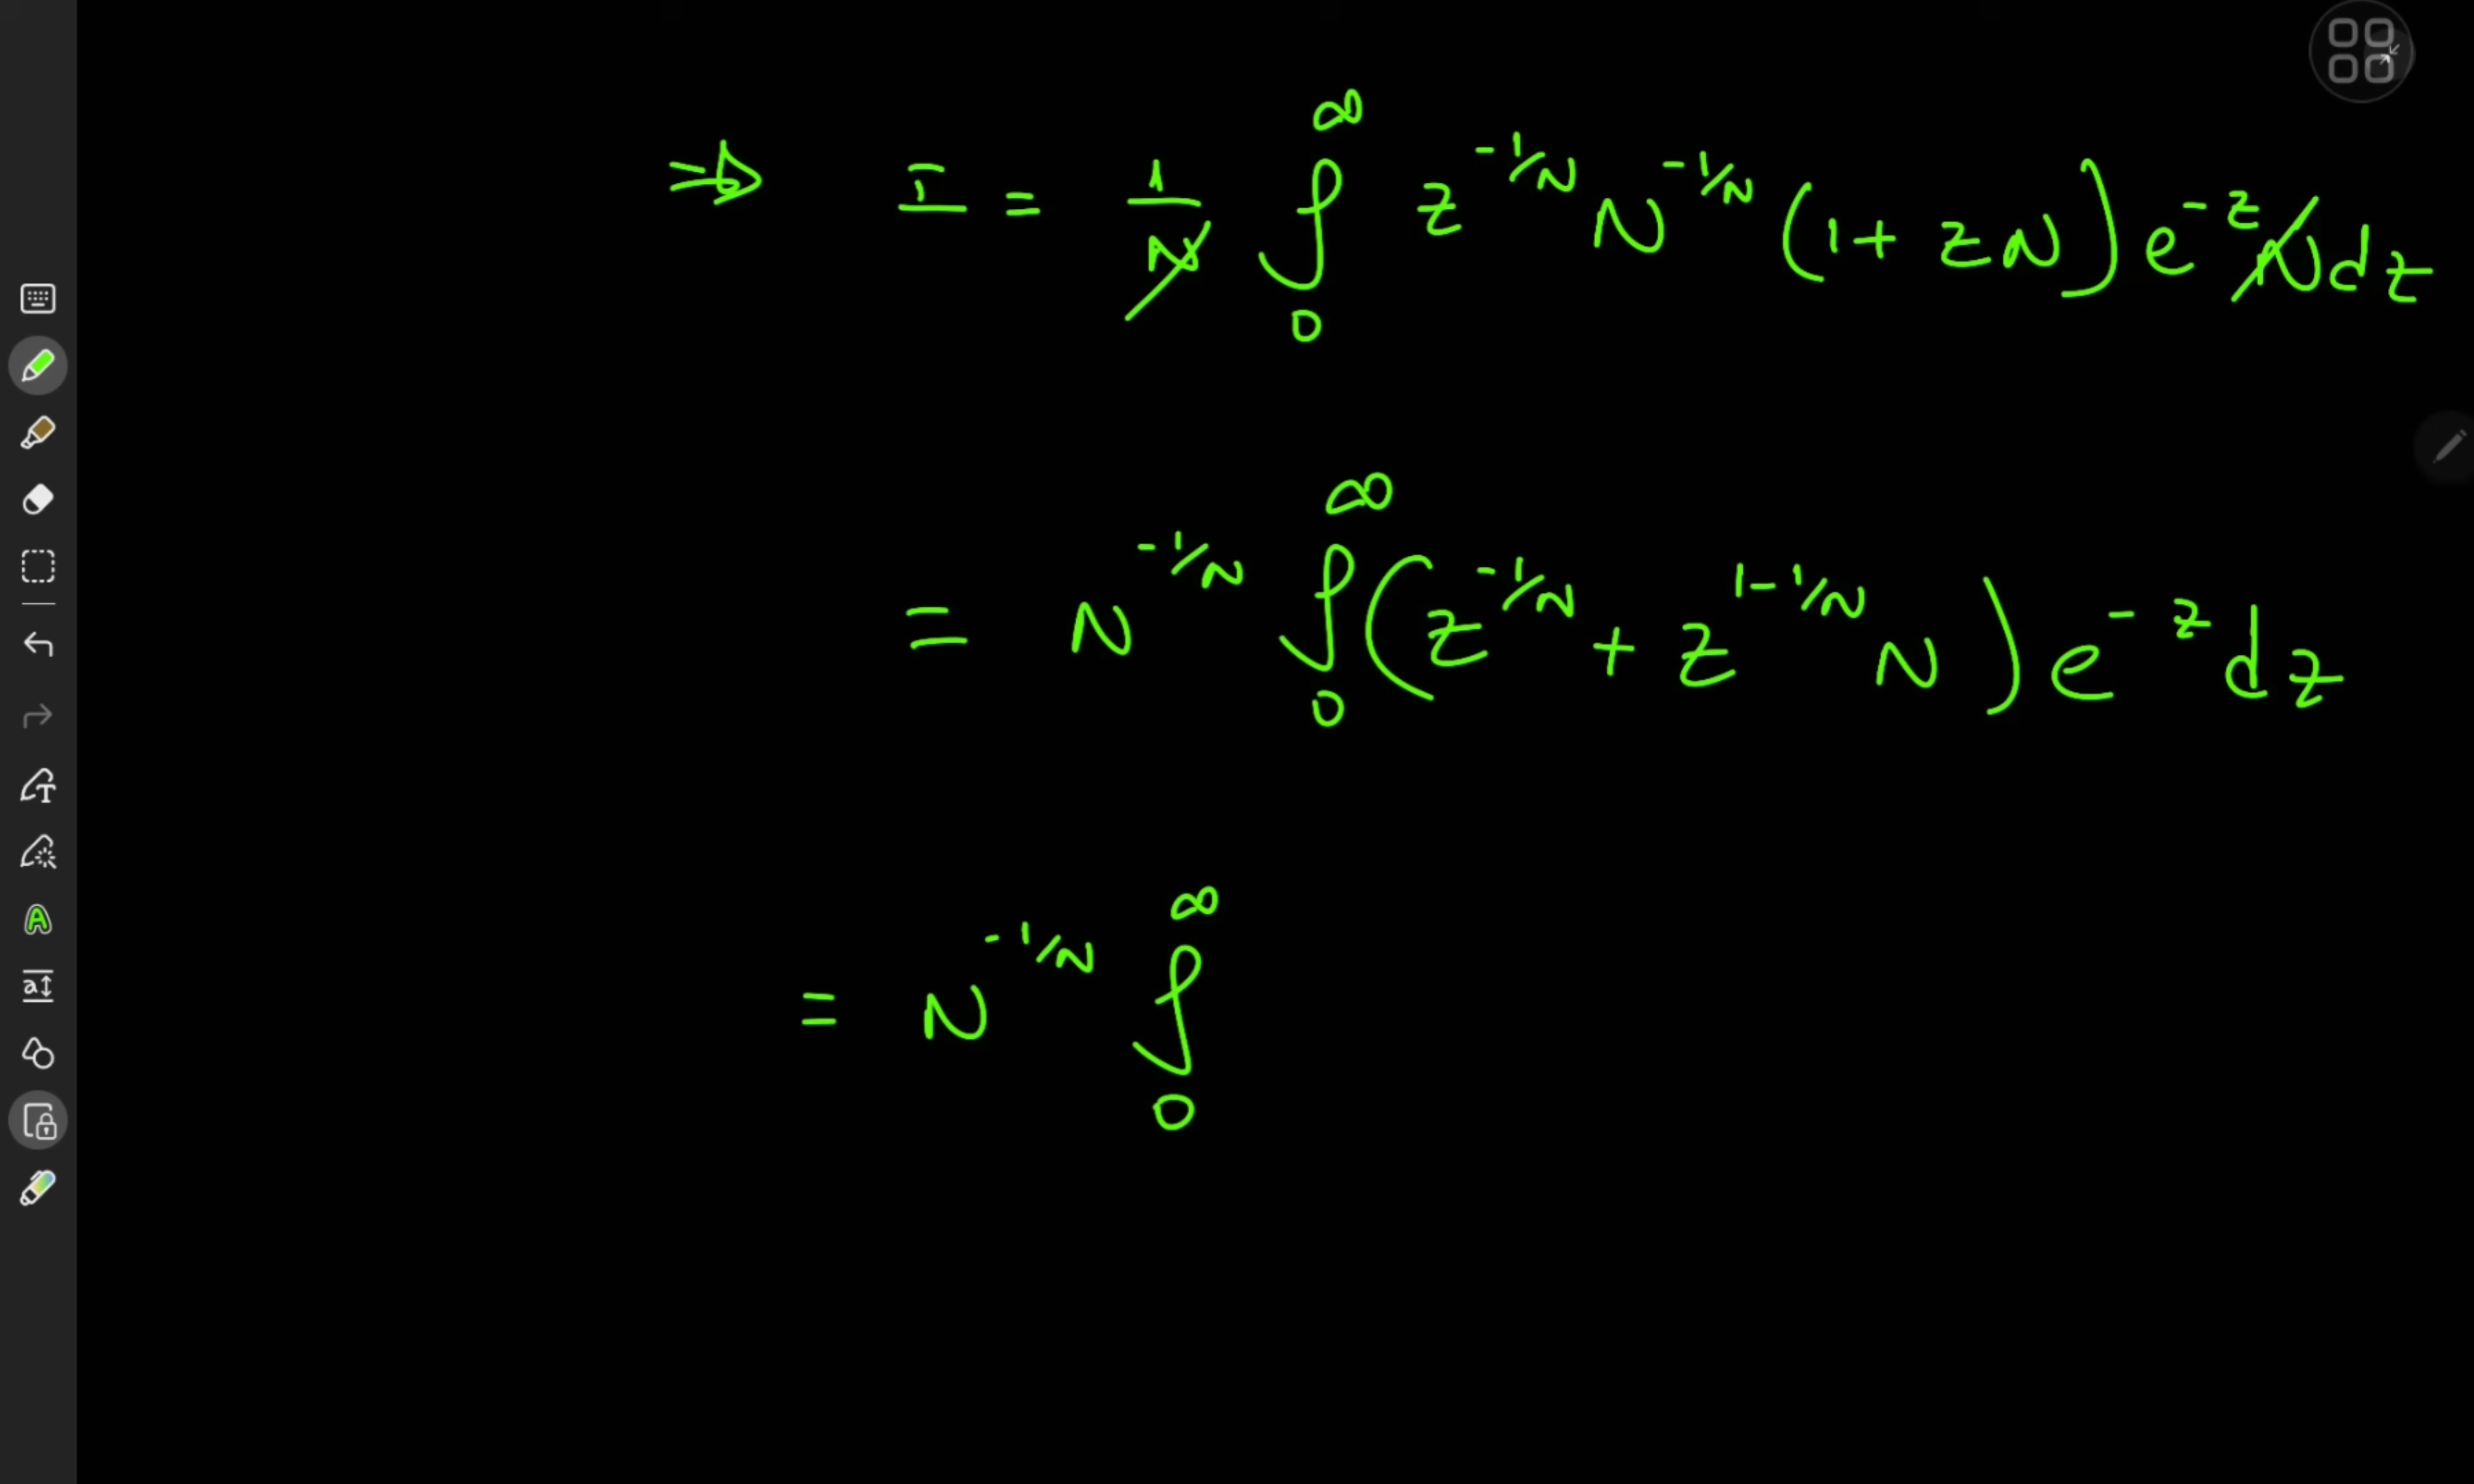 ⇒ I = 1/N ∫₀^∞ z^(-1/N) N^(-1/N) (1 + zN) e^(-z) N dz
= N^(-1/N) ∫₀^∞ (z^(-1/N) + z^(1-1/N) N) e^(-z) dz
= N^(-1/N) ∫₀^∞